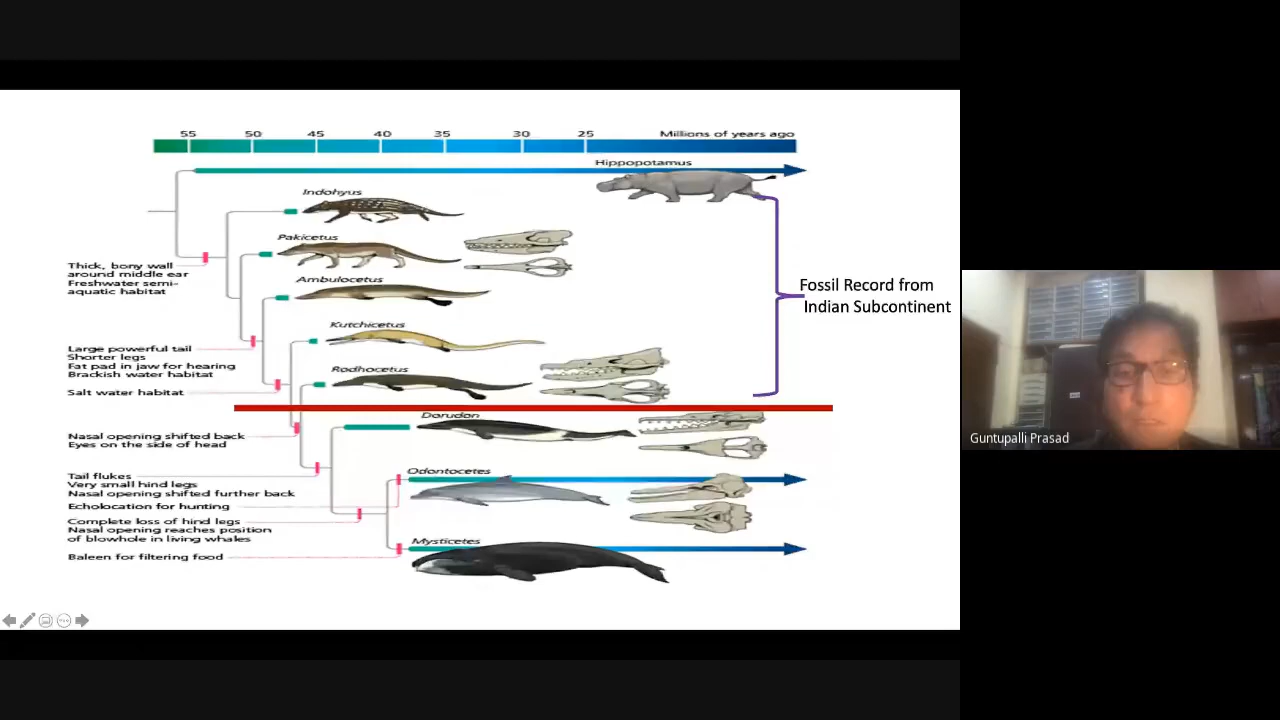 55 50 45 40 35 30 25 Millions of years ago
Hippopotamus
Indohyus
Pakicetus
Thick, bony wall
around middle ear
Freshwater semi-
aquatic habitat
Ambulocetus
Fossil Record from
Indian Subcontinent
Kutchicetus
Large powerful tail
Shorter legs
Fat pad in jaw for hearing
Brackish water habitat
Rodhocetus
Salt water habitat
Dorudon
Nasal opening shifted back
Eyes on the side of head
Guntupalli Prasad
Odontocetes
Tail flukes
Very small hind legs
Nasal opening shifted further back
Echolocation for hunting
Complete loss of hind legs
Nasal opening reaches position
of blowhole in living whales
Mysticetes
Baleen for filtering food